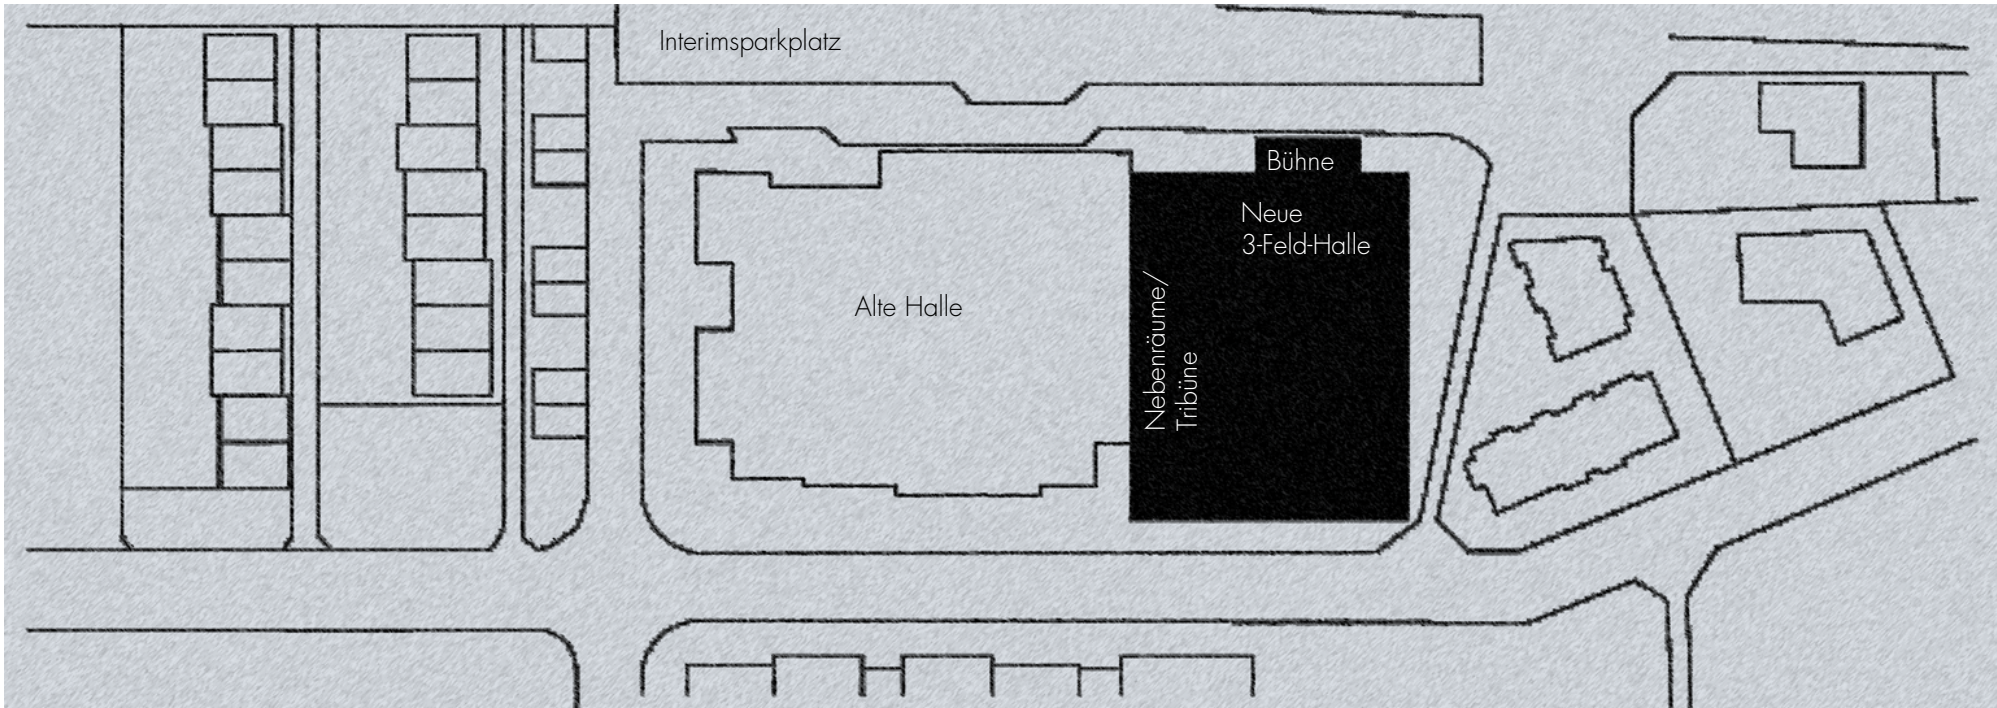 Interimsparkplatz
Bühne
Neue
3-Feld-Halle
Alte Halle
Nebenräume/
Tribüne